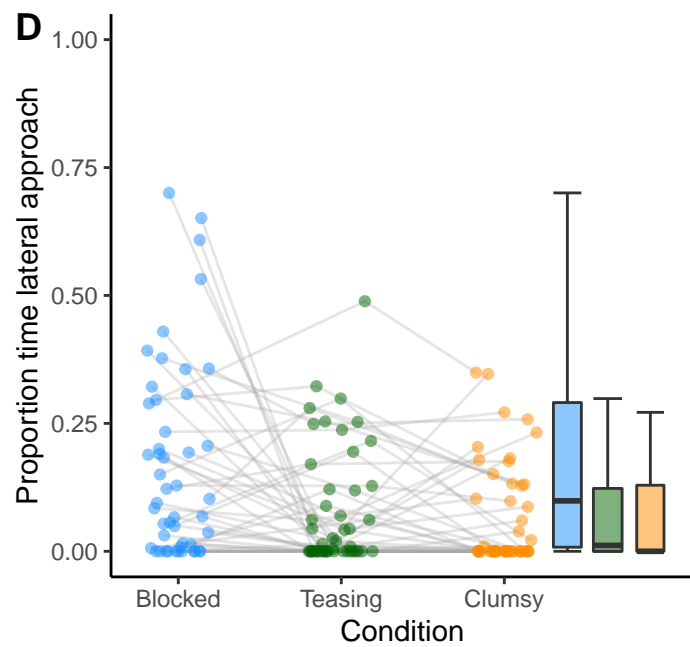 D
Proportion time lateral approach
1.00
0.75
0.50
0.25
0.00
Blocked Teasing Clumsy
Condition